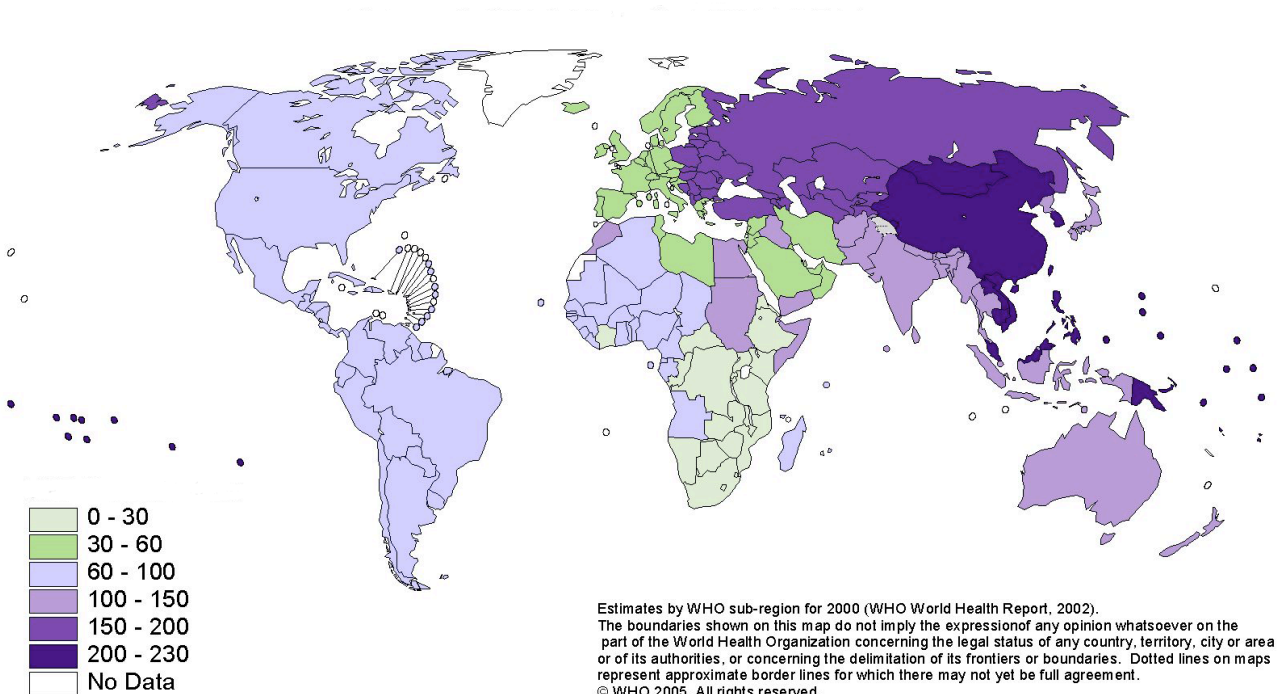 0 - 30
30 - 60
60 - 100
100 - 150
150 - 200
200 - 230
No Data
Estimates by WHO sub-region for 2000 (WHO World Health Report, 2002).
The boundaries shown on this map do not imply the expressionof any opinion whatsoever on the
part of the World Health Organization concerning the legal status of any country, territory, city or area
or of its authorities, or concerning the delimitation of its frontiers or boundaries. Dotted lines on maps
represent approximate border lines for which there may not yet be full agreement.
© WHO 2005. All rights reserved